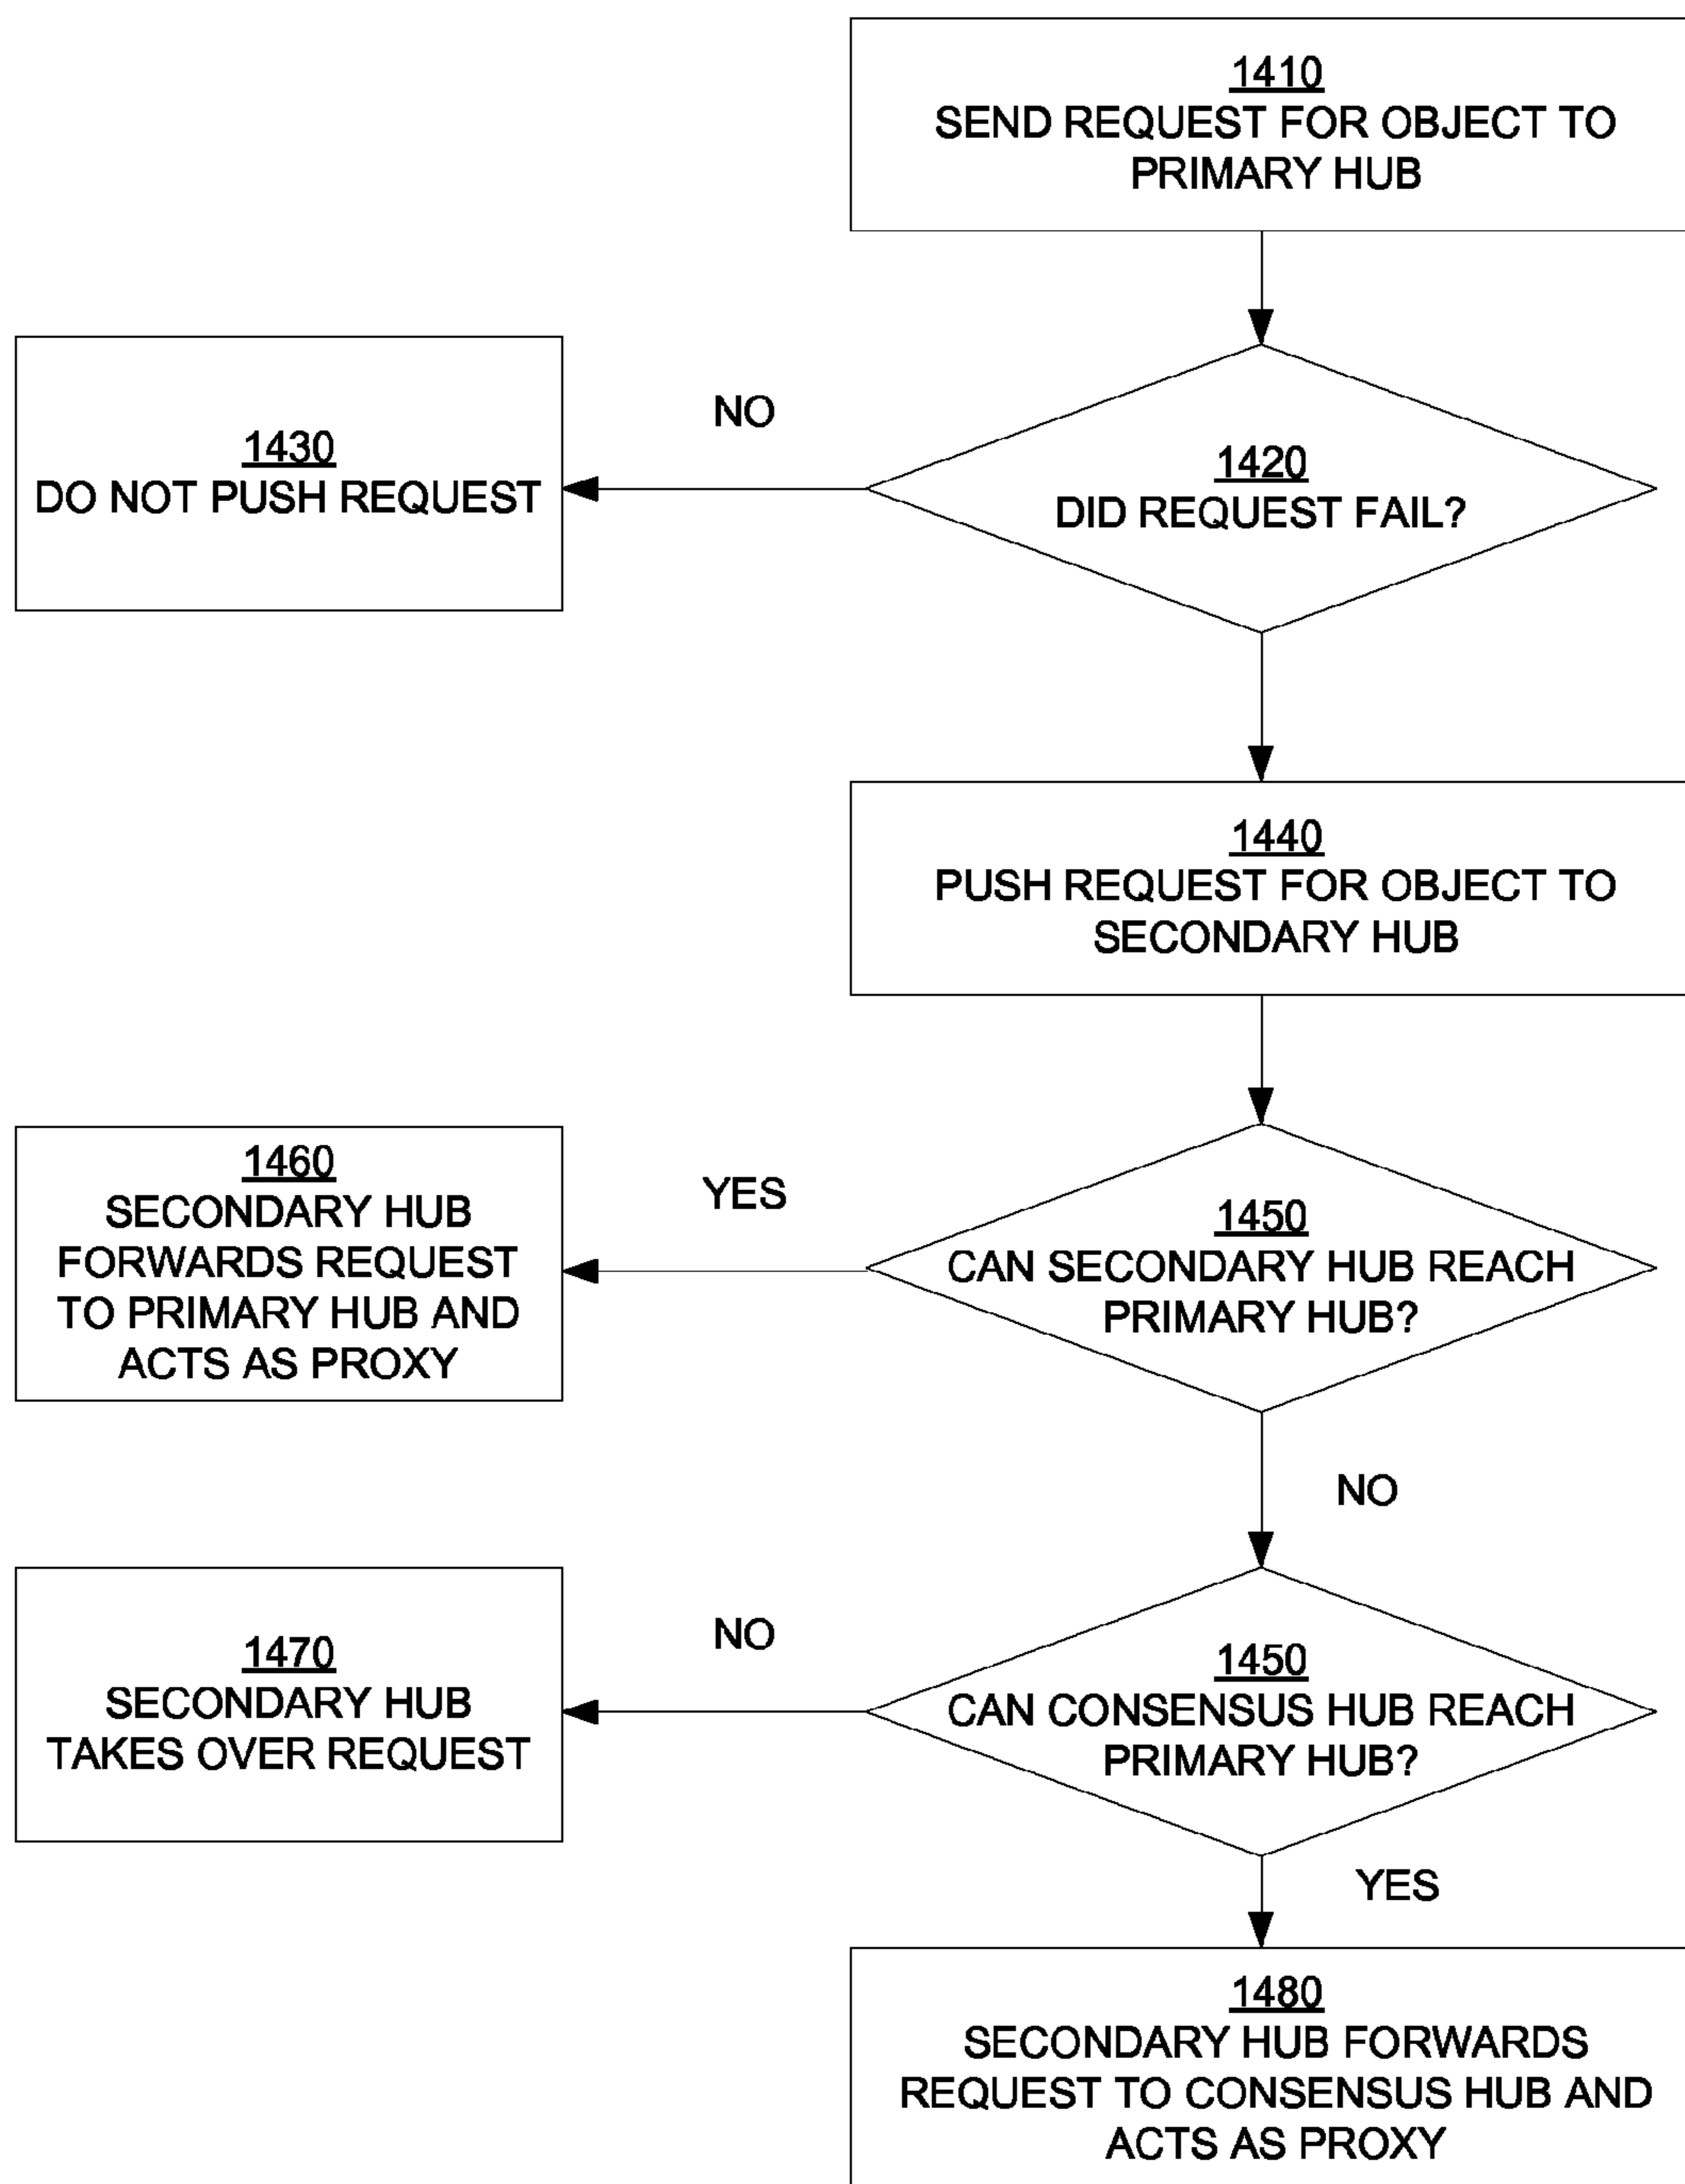 1410
SEND REQUEST FOR OBJECT TO
PRIMARY HUB
NO
1430
DO NOT PUSH REQUEST
1420
DID REQUEST FAIL?
1440
PUSH REQUEST FOR OBJECT TO
SECONDARY HUB
1460
SECONDARY HUB
FORWARDS REQUEST
TO PRIMARY HUB AND
ACTS AS PROXY
YES
1450
CAN SECONDARY HUB REACH
PRIMARY HUB?
NO
1470
SECONDARY HUB
TAKES OVER REQUEST
NO
1450
CAN CONSENSUS HUB REACH
PRIMARY HUB?
YES
1480
SECONDARY HUB FORWARDS
REQUEST TO CONSENSUS HUB AND
ACTS AS PROXY